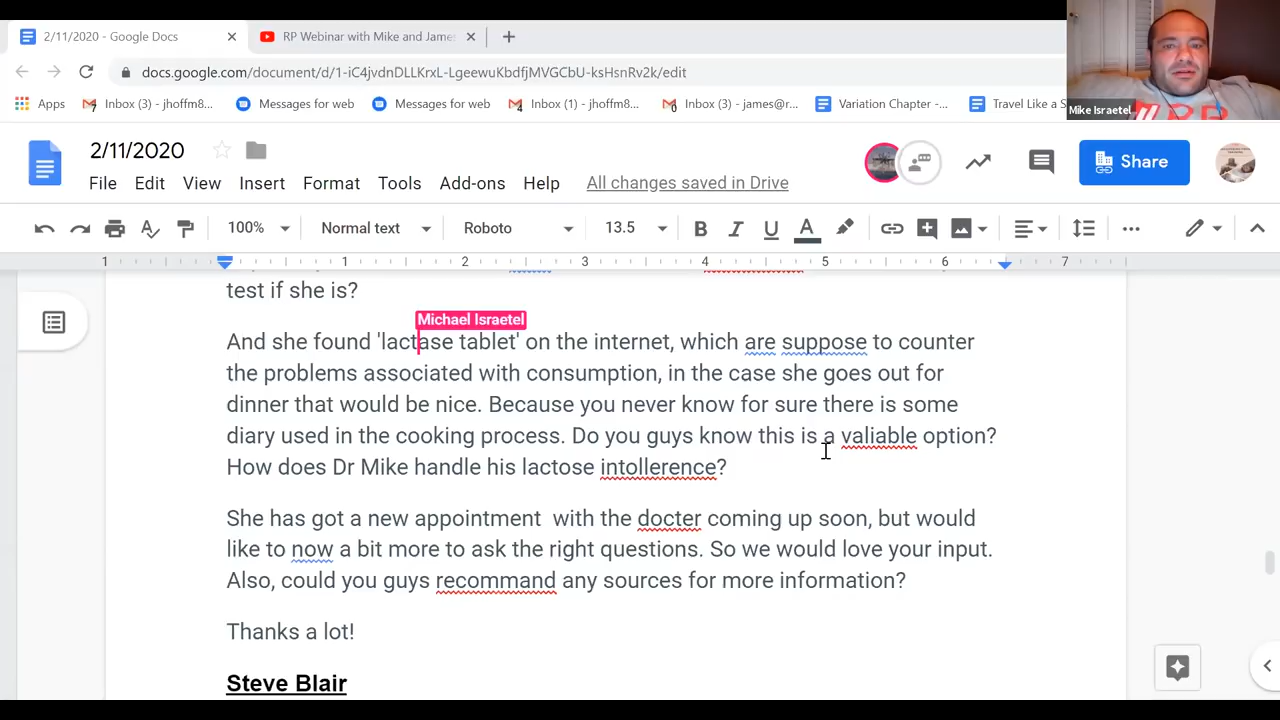 2/11/2020 - Google Docs
RP Webinar with Mike and James
docs.google.com/document/d/1-iC4jvdnDLLKrxL-LgeewuKbdfjMVGCbU-ksHsnRv2k/edit
Apps
Inbox (3) - jhoffm8...
Messages for web
Messages for web
Inbox (1) - jhoffm8...
Inbox (3) - james@r...
Variation Chapter -...
Travel Like a S
Mike Israetel
2/11/2020
Share
File Edit View Insert Format Tools Add-ons Help All changes saved in Drive
100% Normal text Roboto 13.5 B I U A
1 1 2 3 4 5 6 7
test if she is?
Michael Israetel
And she found 'lactase tablet' on the internet, which are suppose to counter
the problems associated with consumption, in the case she goes out for
dinner that would be nice. Because you never know for sure there is some
diary used in the cooking process. Do you guys know this is a valiable option?
How does Dr Mike handle his lactose intollerence?
She has got a new appointment with the docter coming up soon, but would
like to now a bit more to ask the right questions. So we would love your input.
Also, could you guys recommand any sources for more information?
Thanks a lot!
Steve Blair